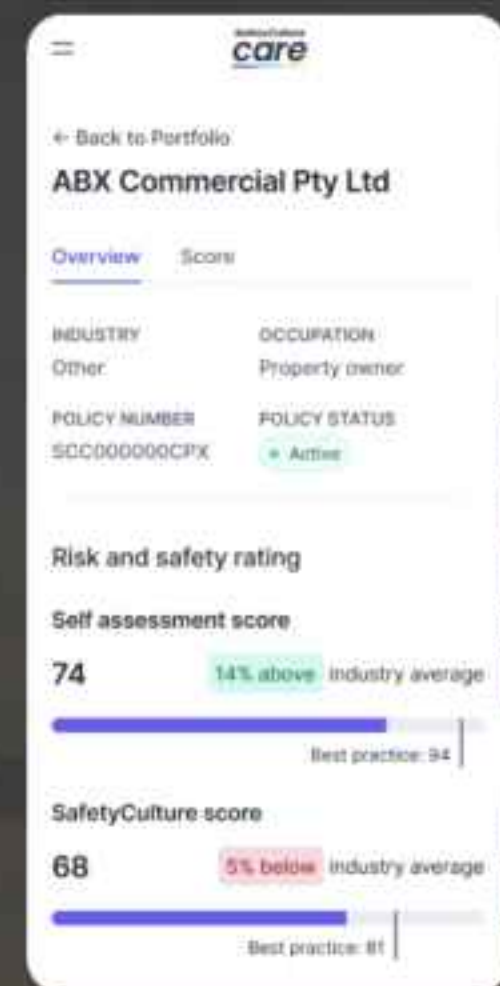 SafetyCulture
care
← Back to Portfolio
ABX Commercial Pty Ltd
Overview Score
INDUSTRY OCCUPATION
Other Property owner
POLICY NUMBER POLICY STATUS
SCC000000CPX Active
Risk and safety rating
Self assessment score
74 14% above industry average
Best practice: 94
SafetyCulture score
68 5% below industry average
Best practice: 81